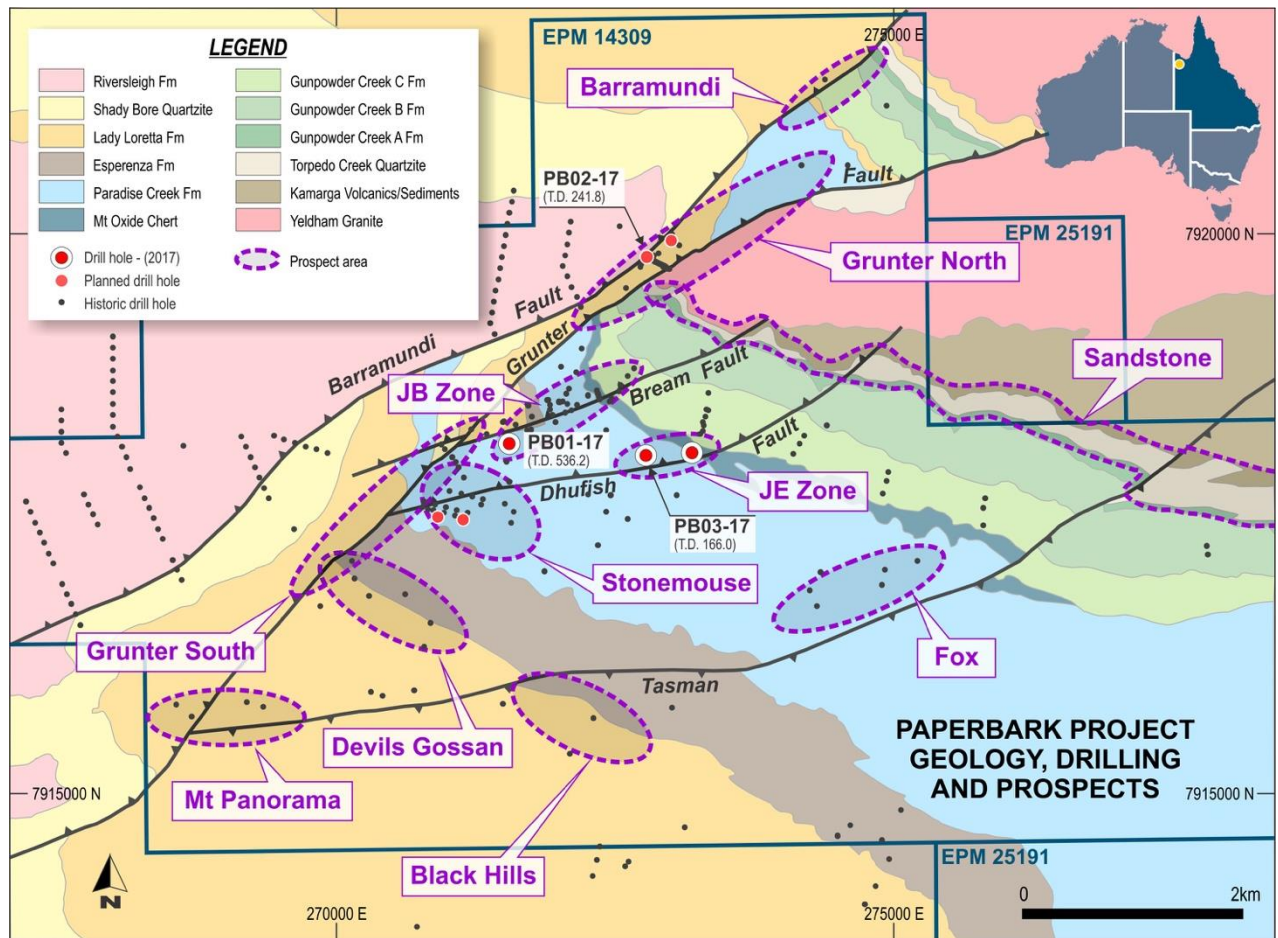 LEGEND
Riversleigh Fm
Shady Bore Quartzite
Lady Loretta Fm
Esperenza Fm
Paradise Creek Fm
Mt Oxide Chert
Gunpowder Creek C Fm
Gunpowder Creek B Fm
Gunpowder Creek A Fm
Torpedo Creek Quartzite
Kamarga Volcanics/Sediments
Yeldham Granite
Drill hole - (2017)
Planned drill hole
Historic drill hole
Prospect area
EPM 14309
275000 E
Barramundi
PB02-17
(T.D. 241.8)
Fault
7920000 N
EPM 25191
Grunter North
Fault
Grunter
Barramundi
Sandstone
JB Zone
Bream Fault
PB01-17
(T.D. 536.2)
Fault
Dhufish
JE Zone
PB03-17
(T.D. 166.0)
Stonemouse
Grunter South
Fox
Tasman
Devils Gossan
Mt Panorama
PAPERBARK PROJECT
GEOLOGY, DRILLING
AND PROSPECTS
7915000 N
7915000 N
Black Hills
EPM 25191
N
270000 E
275000 E
0
2km